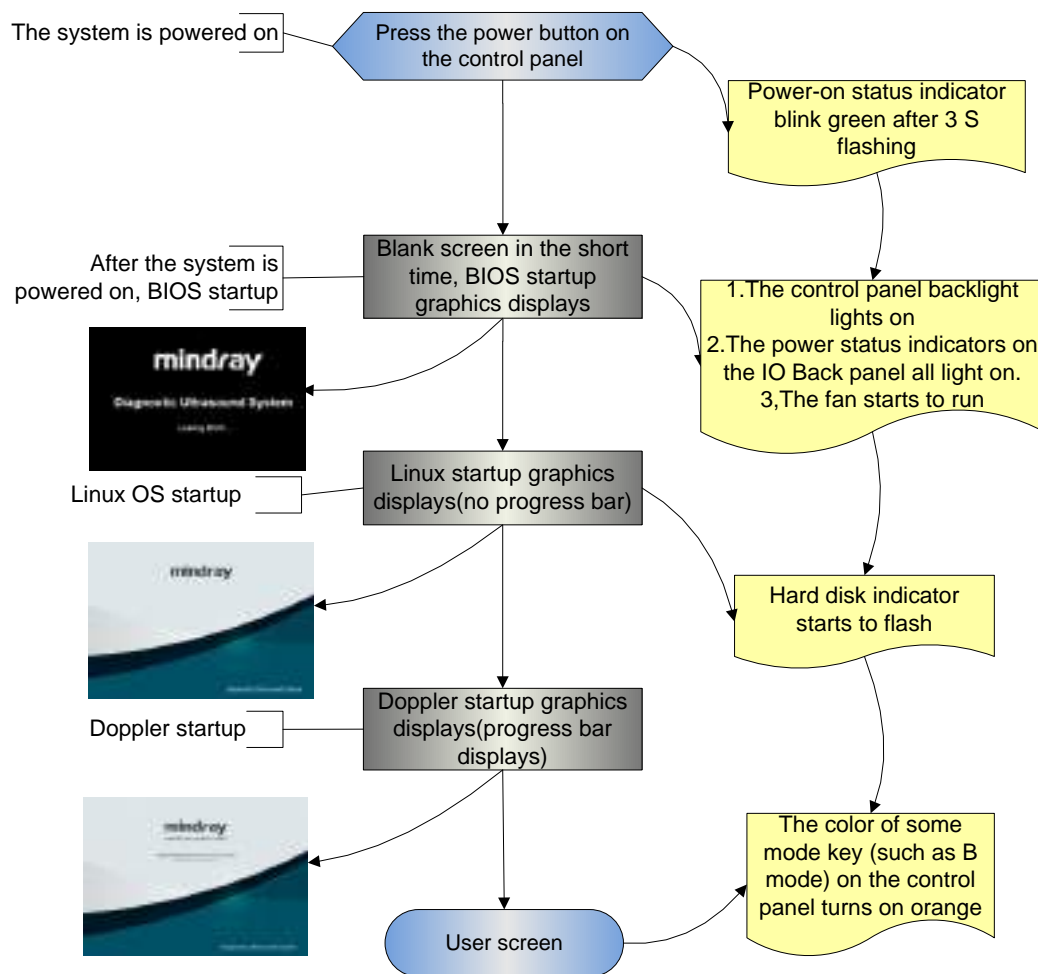 The system is powered on
Press the power button on
the control panel
Power-on status indicator
blink green after 3 S
flashing
After the system is
powered on, BIOS startup
Blank screen in the short
time, BIOS startup
graphics displays
1.The control panel backlight
lights on
2.The power status indicators on
the IO Back panel all light on.
3,The fan starts to run
mindray
Diagnostic Ultrasound System
Linux OS startup
Linux startup graphics
displays(no progress bar)
mindray
Hard disk indicator
starts to flash
Doppler startup
Doppler startup graphics
displays(progress bar
displays)
mindray
The color of some
mode key (such as B
mode) on the control
panel turns on orange
User screen